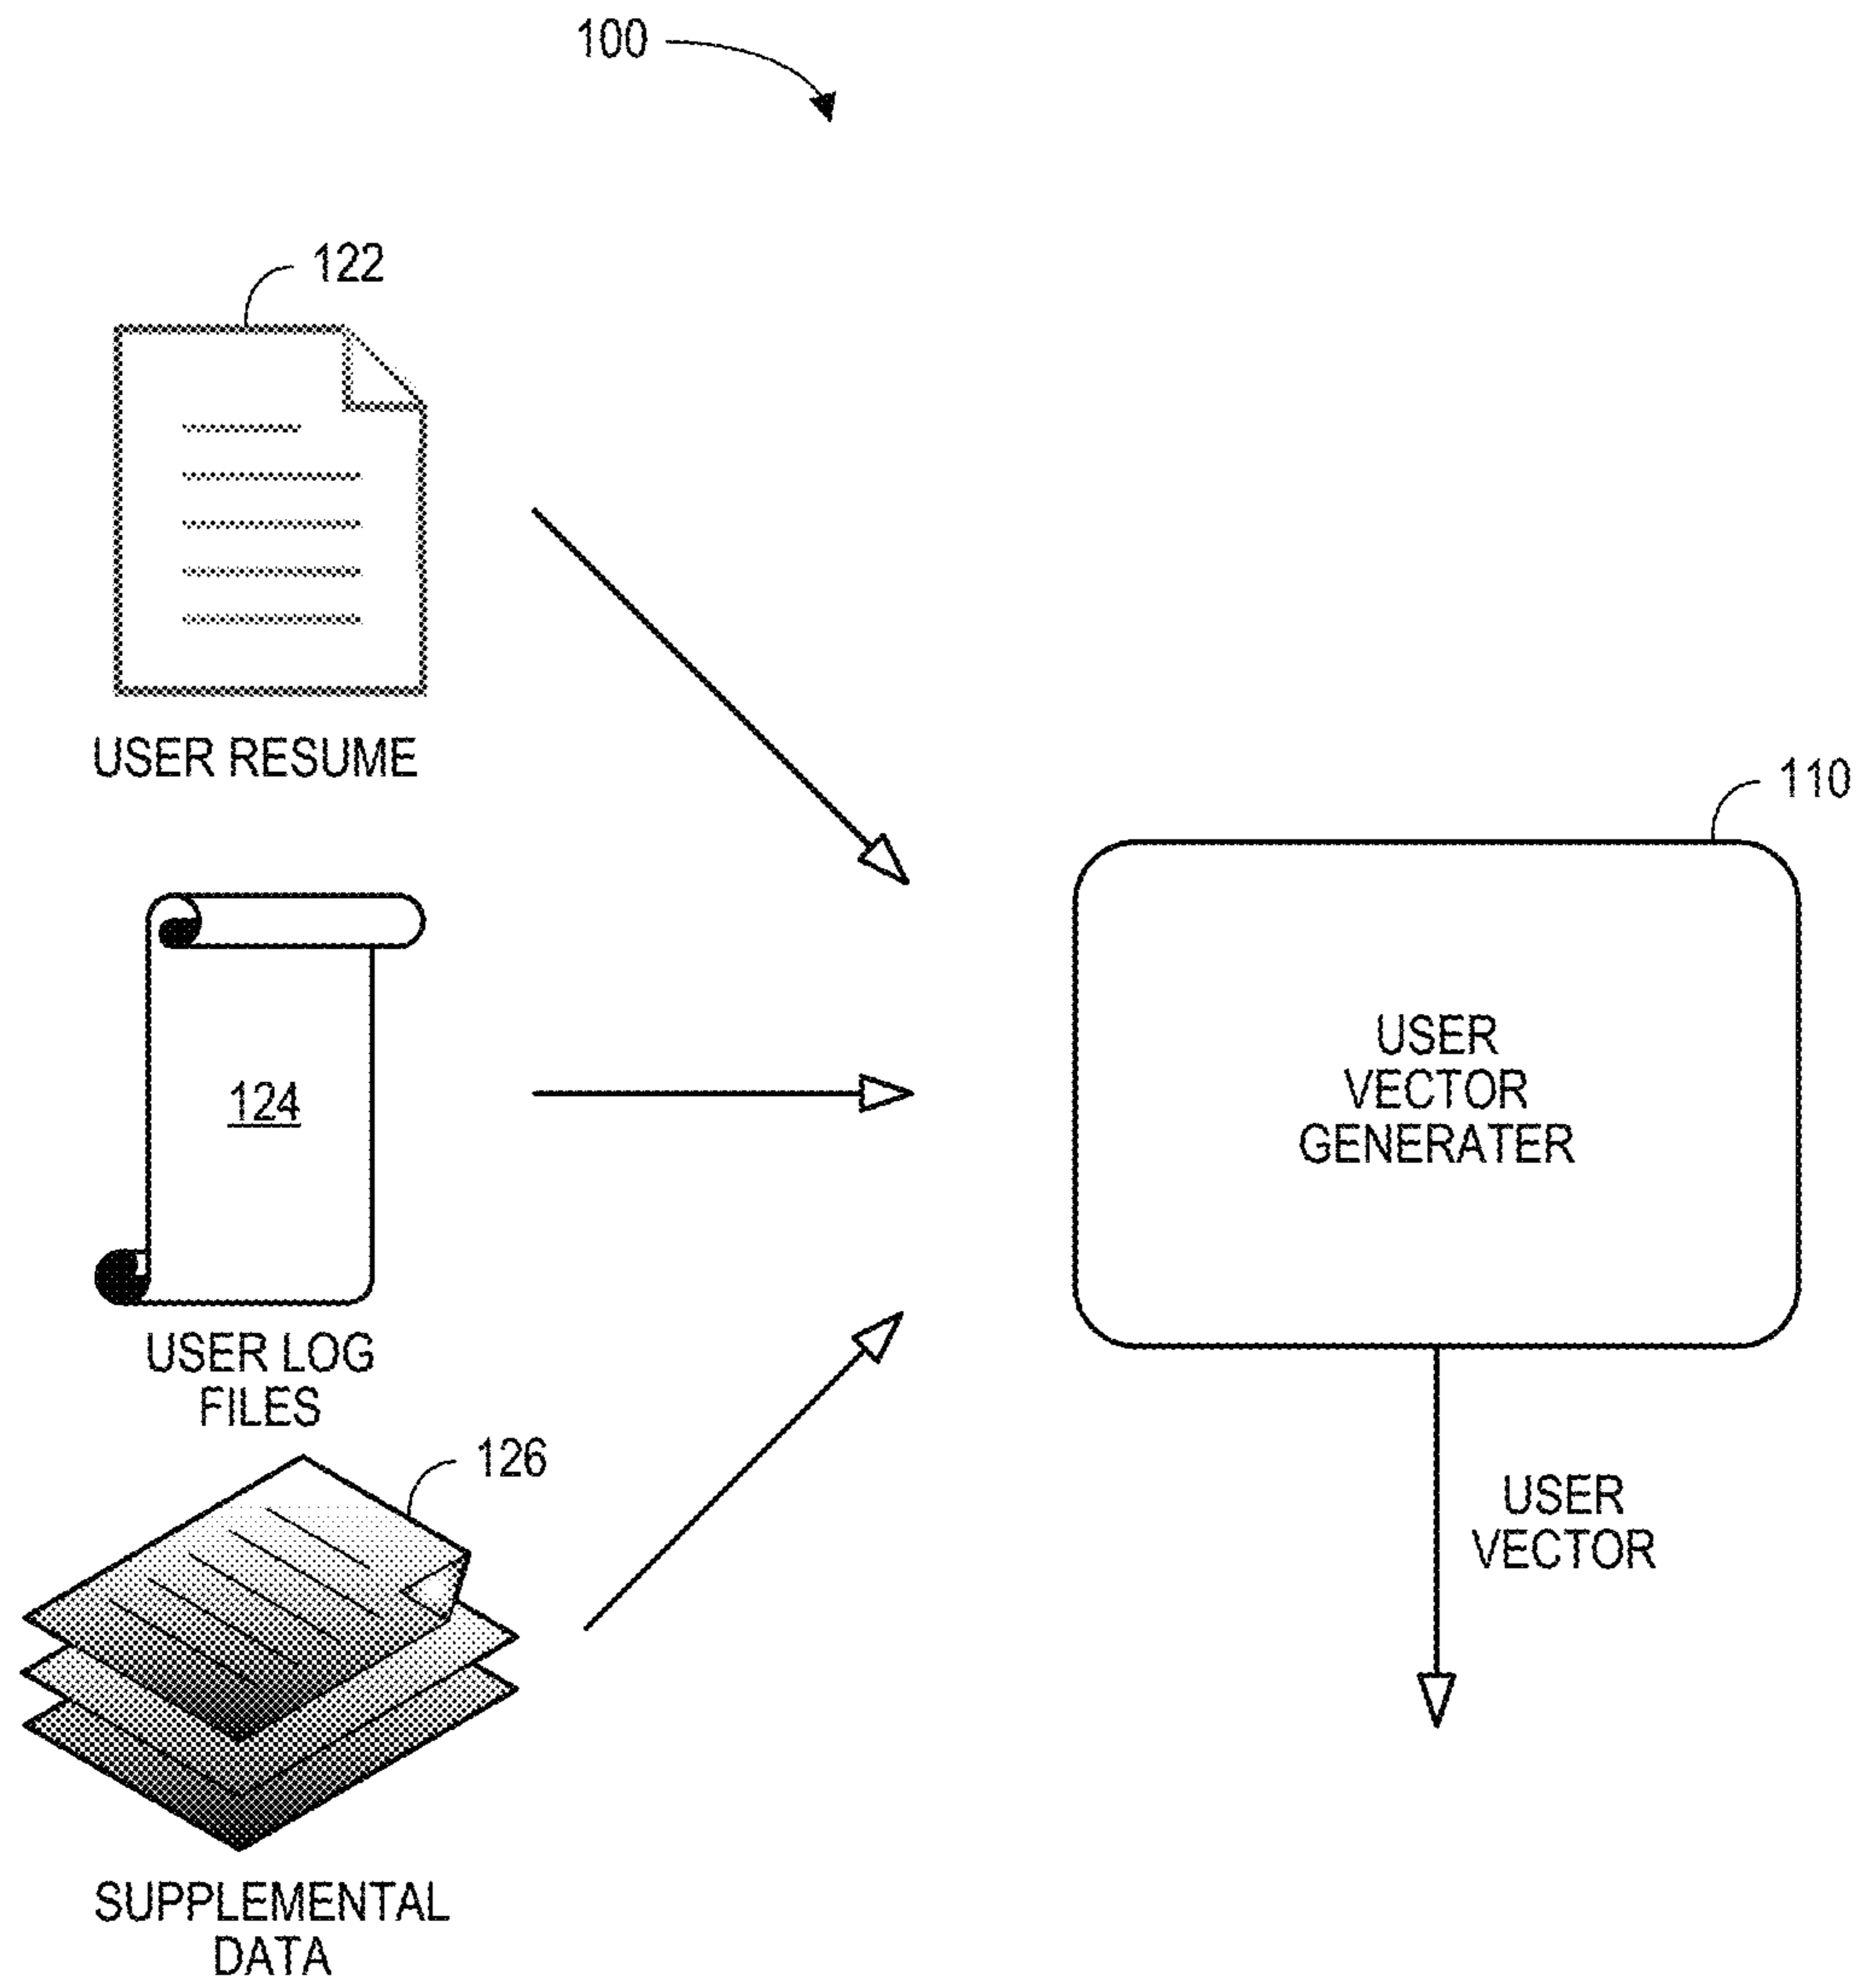 100
122
USER RESUME
110
124
USER
VECTOR
GENERATER
USER LOG
FILES
126
USER
VECTOR
SUPPLEMENTAL
DATA